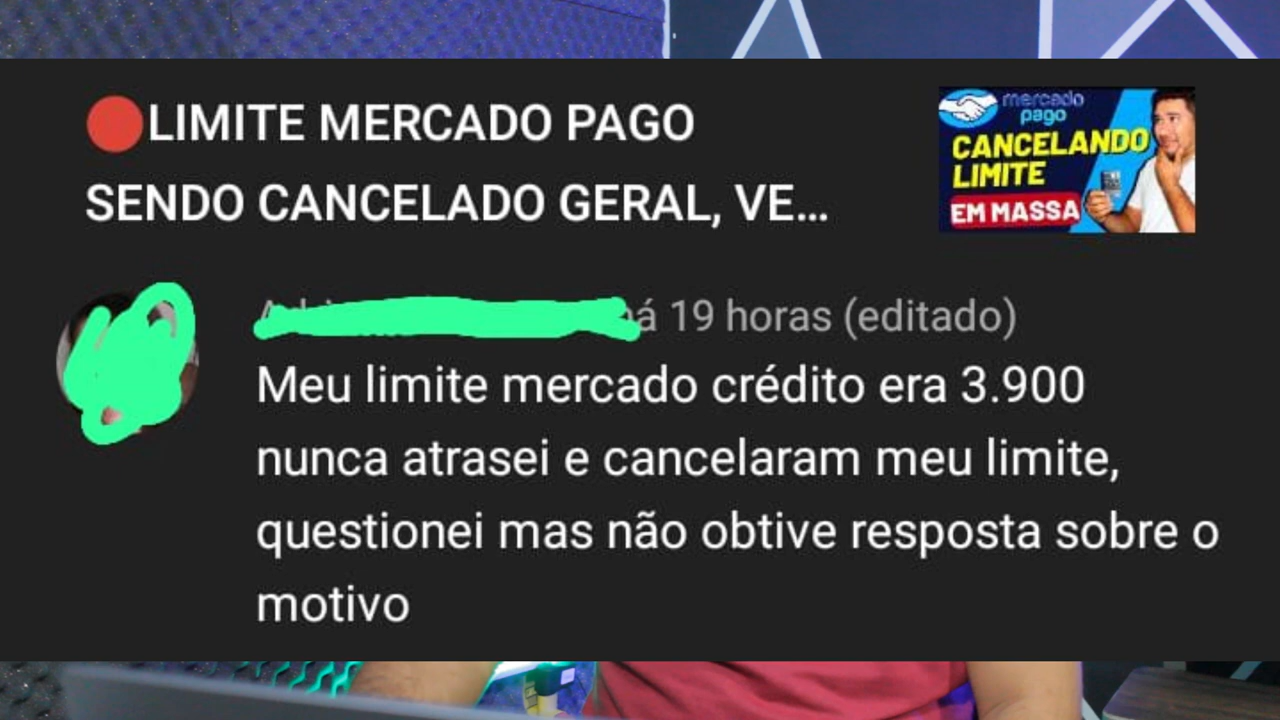 🔴LIMITE MERCADO PAGO
SENDO CANCELADO GERAL, VE...
mercado
pago
CANCELANDO
LIMITE
EM MASSA
há 19 horas (editado)
Meu limite mercado crédito era 3.900
nunca atrasei e cancelaram meu limite,
questionei mas não obtive resposta sobre o
motivo